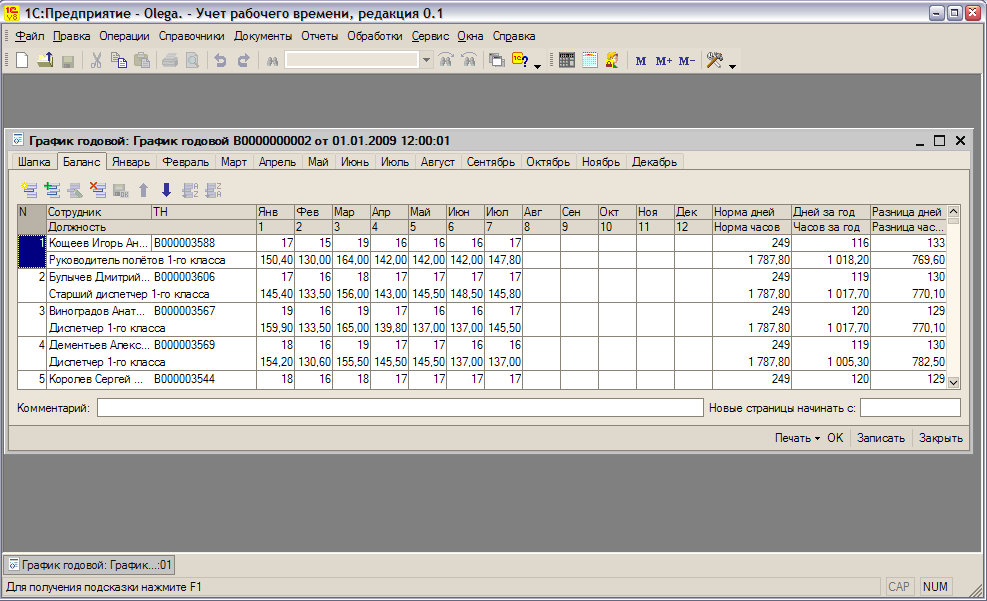 1С:Предприятие - Olega. - Учет рабочего времени, редакция 0.1
Файл Правка Операции Справочники Документы Отчеты Обработки Сервис Окна Справка
M M+ M-
График годовой: График годовой В0000000002 от 01.01.2009 12:00:01
Шапка Баланс Январь Февраль Март Апрель Май Июнь Июль Август Сентябрь Октябрь Ноябрь Декабрь
N Сотрудник ТН Янв Фев Мар Апр Май Июн Июл Авг Сен Окт Ноя Дек Норма дней Дней за год Разница дней
Должность 1 2 3 4 5 6 7 8 9 10 11 12 Норма часов Часов за год Разница час...
1 Кощеев Игорь Ан... В000003588 17 15 19 16 16 16 17 249 116 133
Руководитель полётов 1-го класса 150,40 130,00 164,00 142,00 142,00 142,00 147,80 1 787,80 1 018,20 769,60
2 Булычев Дмитрий... В000003606 17 16 18 17 17 17 17 249 119 130
Старший диспетчер 1-го класса 145,40 133,50 156,00 143,00 145,50 148,50 145,80 1 787,80 1 017,70 770,10
3 Виноградов Анат... В000003567 19 16 19 17 16 16 17 249 120 129
Диспетчер 1-го класса 159,90 133,50 165,00 139,80 137,00 137,00 145,50 1 787,80 1 017,70 770,10
4 Дементьев Алекс... В000003569 18 16 19 17 17 16 16 249 119 130
Диспетчер 1-го класса 154,20 130,60 155,50 145,50 145,50 137,00 137,00 1 787,80 1 005,30 782,50
5 Королев Сергей ... В000003544 18 16 18 17 17 17 17 249 120 129
Комментарий: Новые страницы начинать с:
Печать OK Записать Закрыть
График годовой: График...:01
Для получения подсказки нажмите F1 CAP NUM